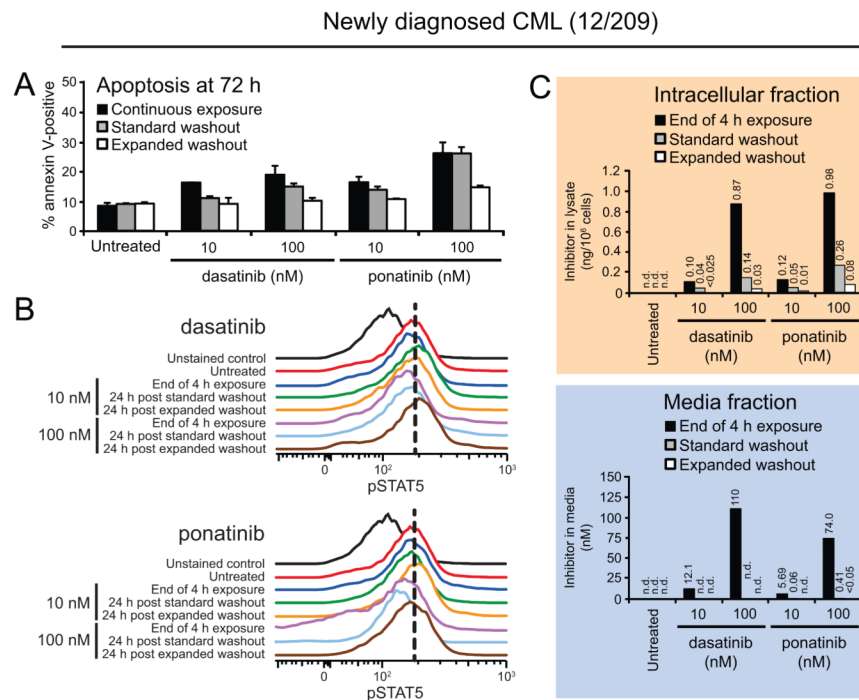 Newly diagnosed CML (12/209)
A
Apoptosis at 72 h
Continuous exposure
Standard washout
Expanded washout
% annexin V-positive
50
40
30
20
10
0
Untreated
10
100
10
100
dasatinib (nM)
ponatinib (nM)
B
dasatinib
Unstained control
Untreated
End of 4 h exposure
10 nM
24 h post standard washout
24 h post expanded washout
End of 4 h exposure
100 nM
24 h post standard washout
24 h post expanded washout
0
10²
10³
pSTAT5
ponatinib
Unstained control
Untreated
End of 4 h exposure
10 nM
24 h post standard washout
24 h post expanded washout
End of 4 h exposure
100 nM
24 h post standard washout
24 h post expanded washout
0
10²
10³
pSTAT5
C
Intracellular fraction
End of 4 h exposure
Standard washout
Expanded washout
Inhibitor in lysate
(ng/10⁶ cells)
1.2
1.0
0.8
0.6
0.4
0.2
0
n.d.
n.d.
n.d.
0.10
0.04
<0.025
0.87
0.14
0.03
0.12
0.05
0.01
0.98
0.26
0.08
Untreated
10
100
10
100
dasatinib
(nM)
ponatinib
(nM)
Media fraction
End of 4 h exposure
Standard washout
Expanded washout
Inhibitor in media
(nM)
150
125
100
75
50
25
0
n.d.
n.d.
n.d.
12.1
n.d.
n.d.
110
n.d.
n.d.
5.69
0.06
n.d.
74.0
0.41
<0.05
Untreated
10
100
10
100
dasatinib
(nM)
ponatinib
(nM)